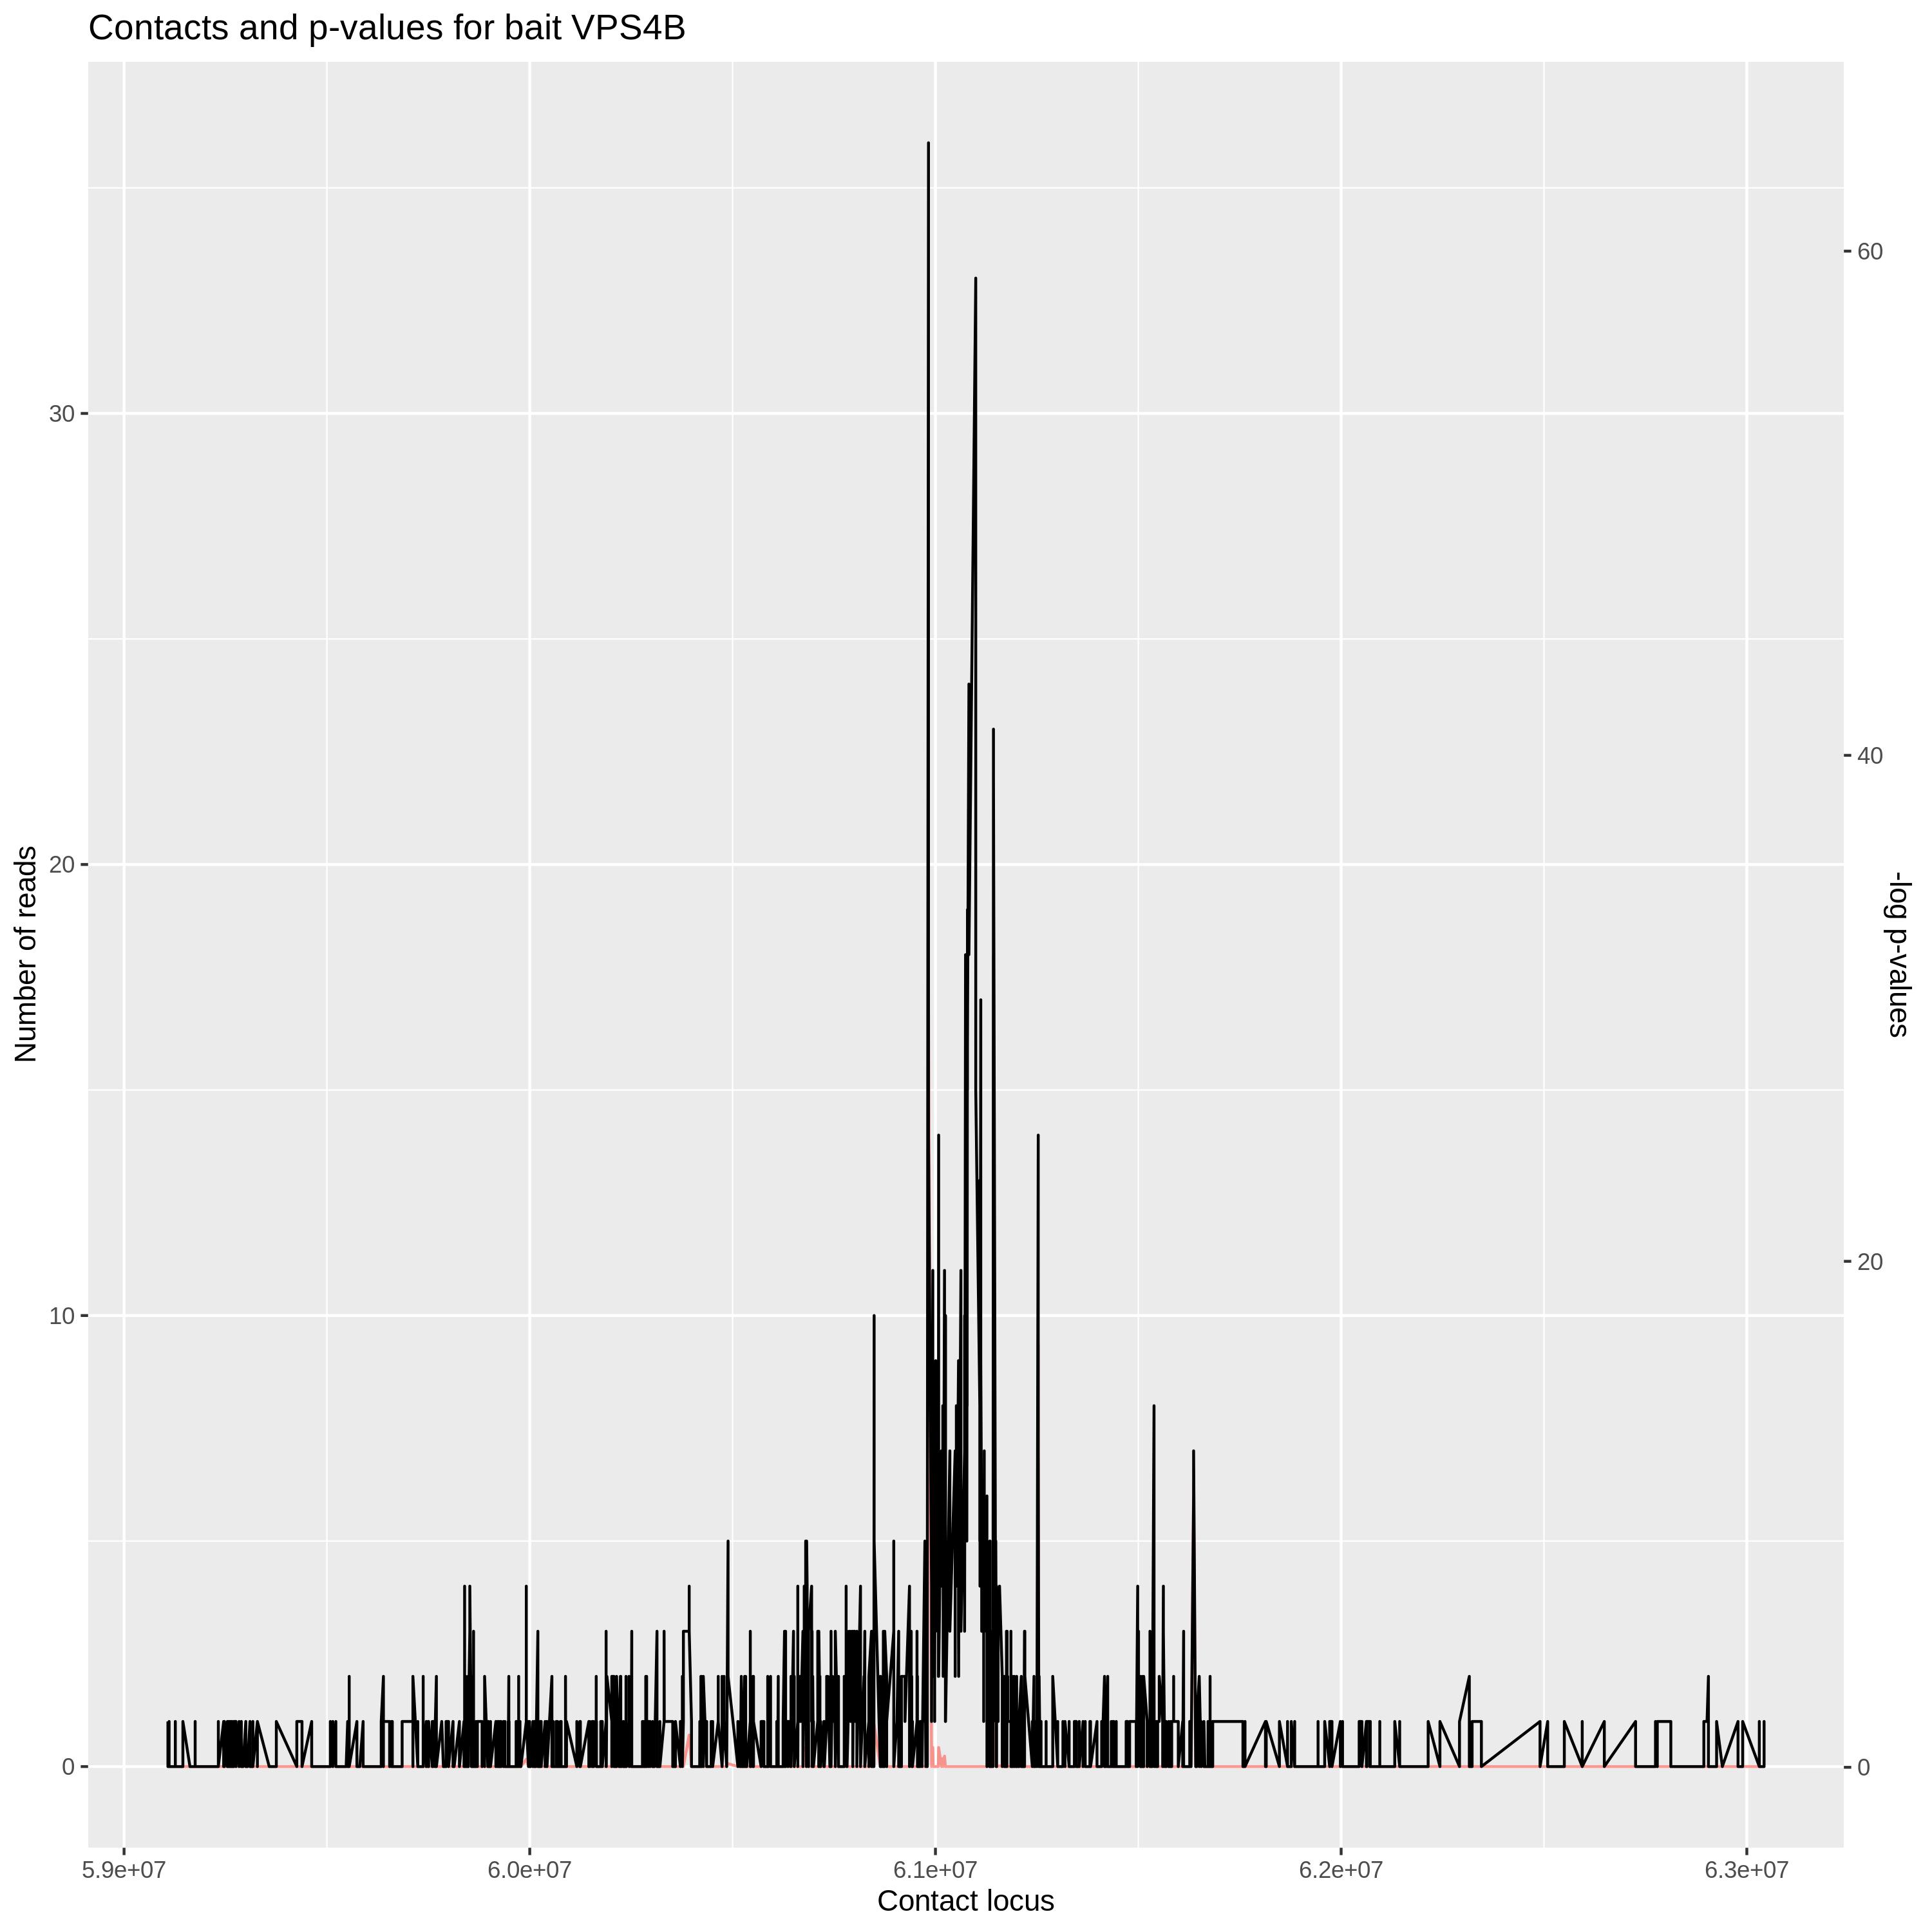 Contacts and p-values for bait VPS4B
Number of reads
30
20
10
0
60
40
20
0
-log p-values
5.9e+07 6.0e+07 6.1e+07 6.2e+07 6.3e+07
Contact locus